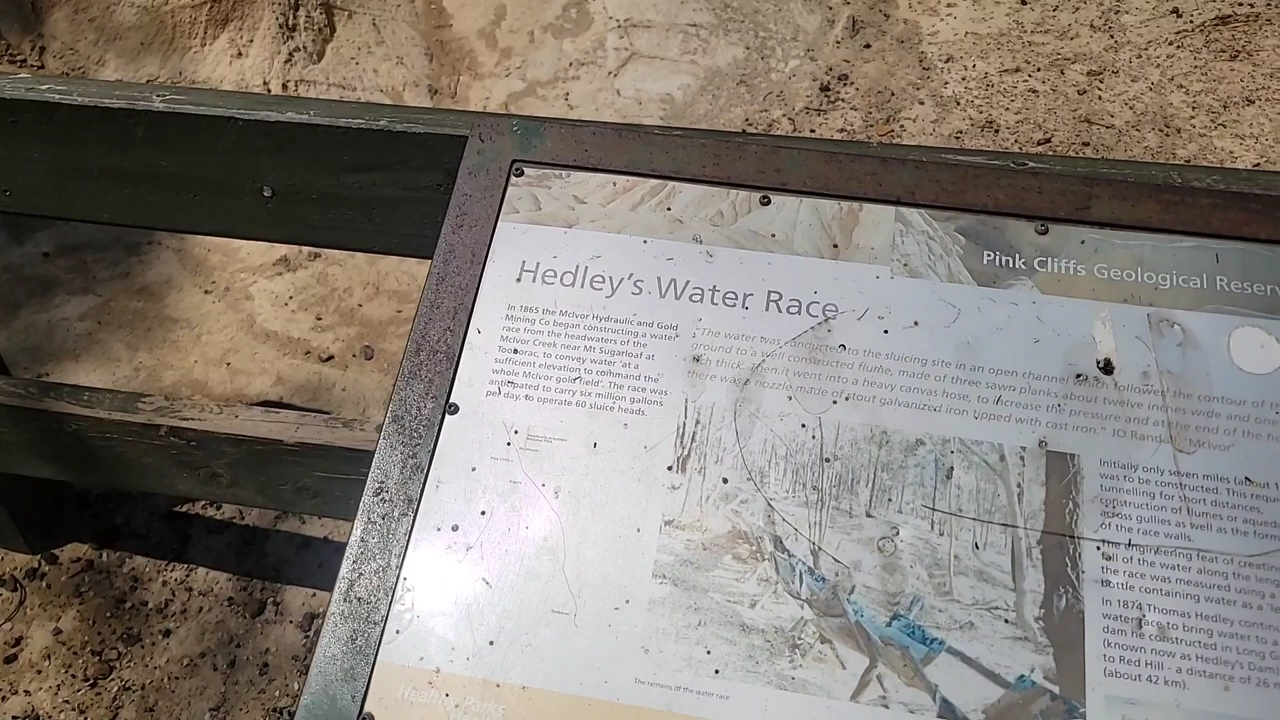 Pink Cliffs Geological Reserv
Hedley's Water Race
In 1865 the McIvor Hydraulic and Gold
Mining Co began constructing a water
race from the headwaters of the
McIvor Creek near Mt Sugarloaf at
Tooborac, to convey water 'at a
sufficient elevation to command the
whole McIvor gold field'. The race was
anticipated to carry six million gallons
per day, to operate 60 sluice heads.
"The water was conducted to the sluicing site in an open channel which followed the contour of th
ground to a well constructed flume, made of three sawn planks about twelve inches wide and one
inch thick. Then it went into a heavy canvas hose, to increase the pressure and at the end of the ho
there was a nozzle made of stout galvanized iron tipped with cast iron." JO Randell 'McIvor'
Initially only seven miles (about 1
was to be constructed. This requi
tunnelling for short distances,
construction of flumes or aqued
across gullies as well as the form
of the race walls.
The engineering feat of creatin
fall of the water along the leng
the race was measured using a
bottle containing water as a 'le
In 1874 Thomas Hedley continu
water race to bring water to a
dam he constructed in Long G
(known now as Hedley's Dam
to Red Hill - a distance of 26 m
(about 42 km).
The remains of the water race
Healthy Parks